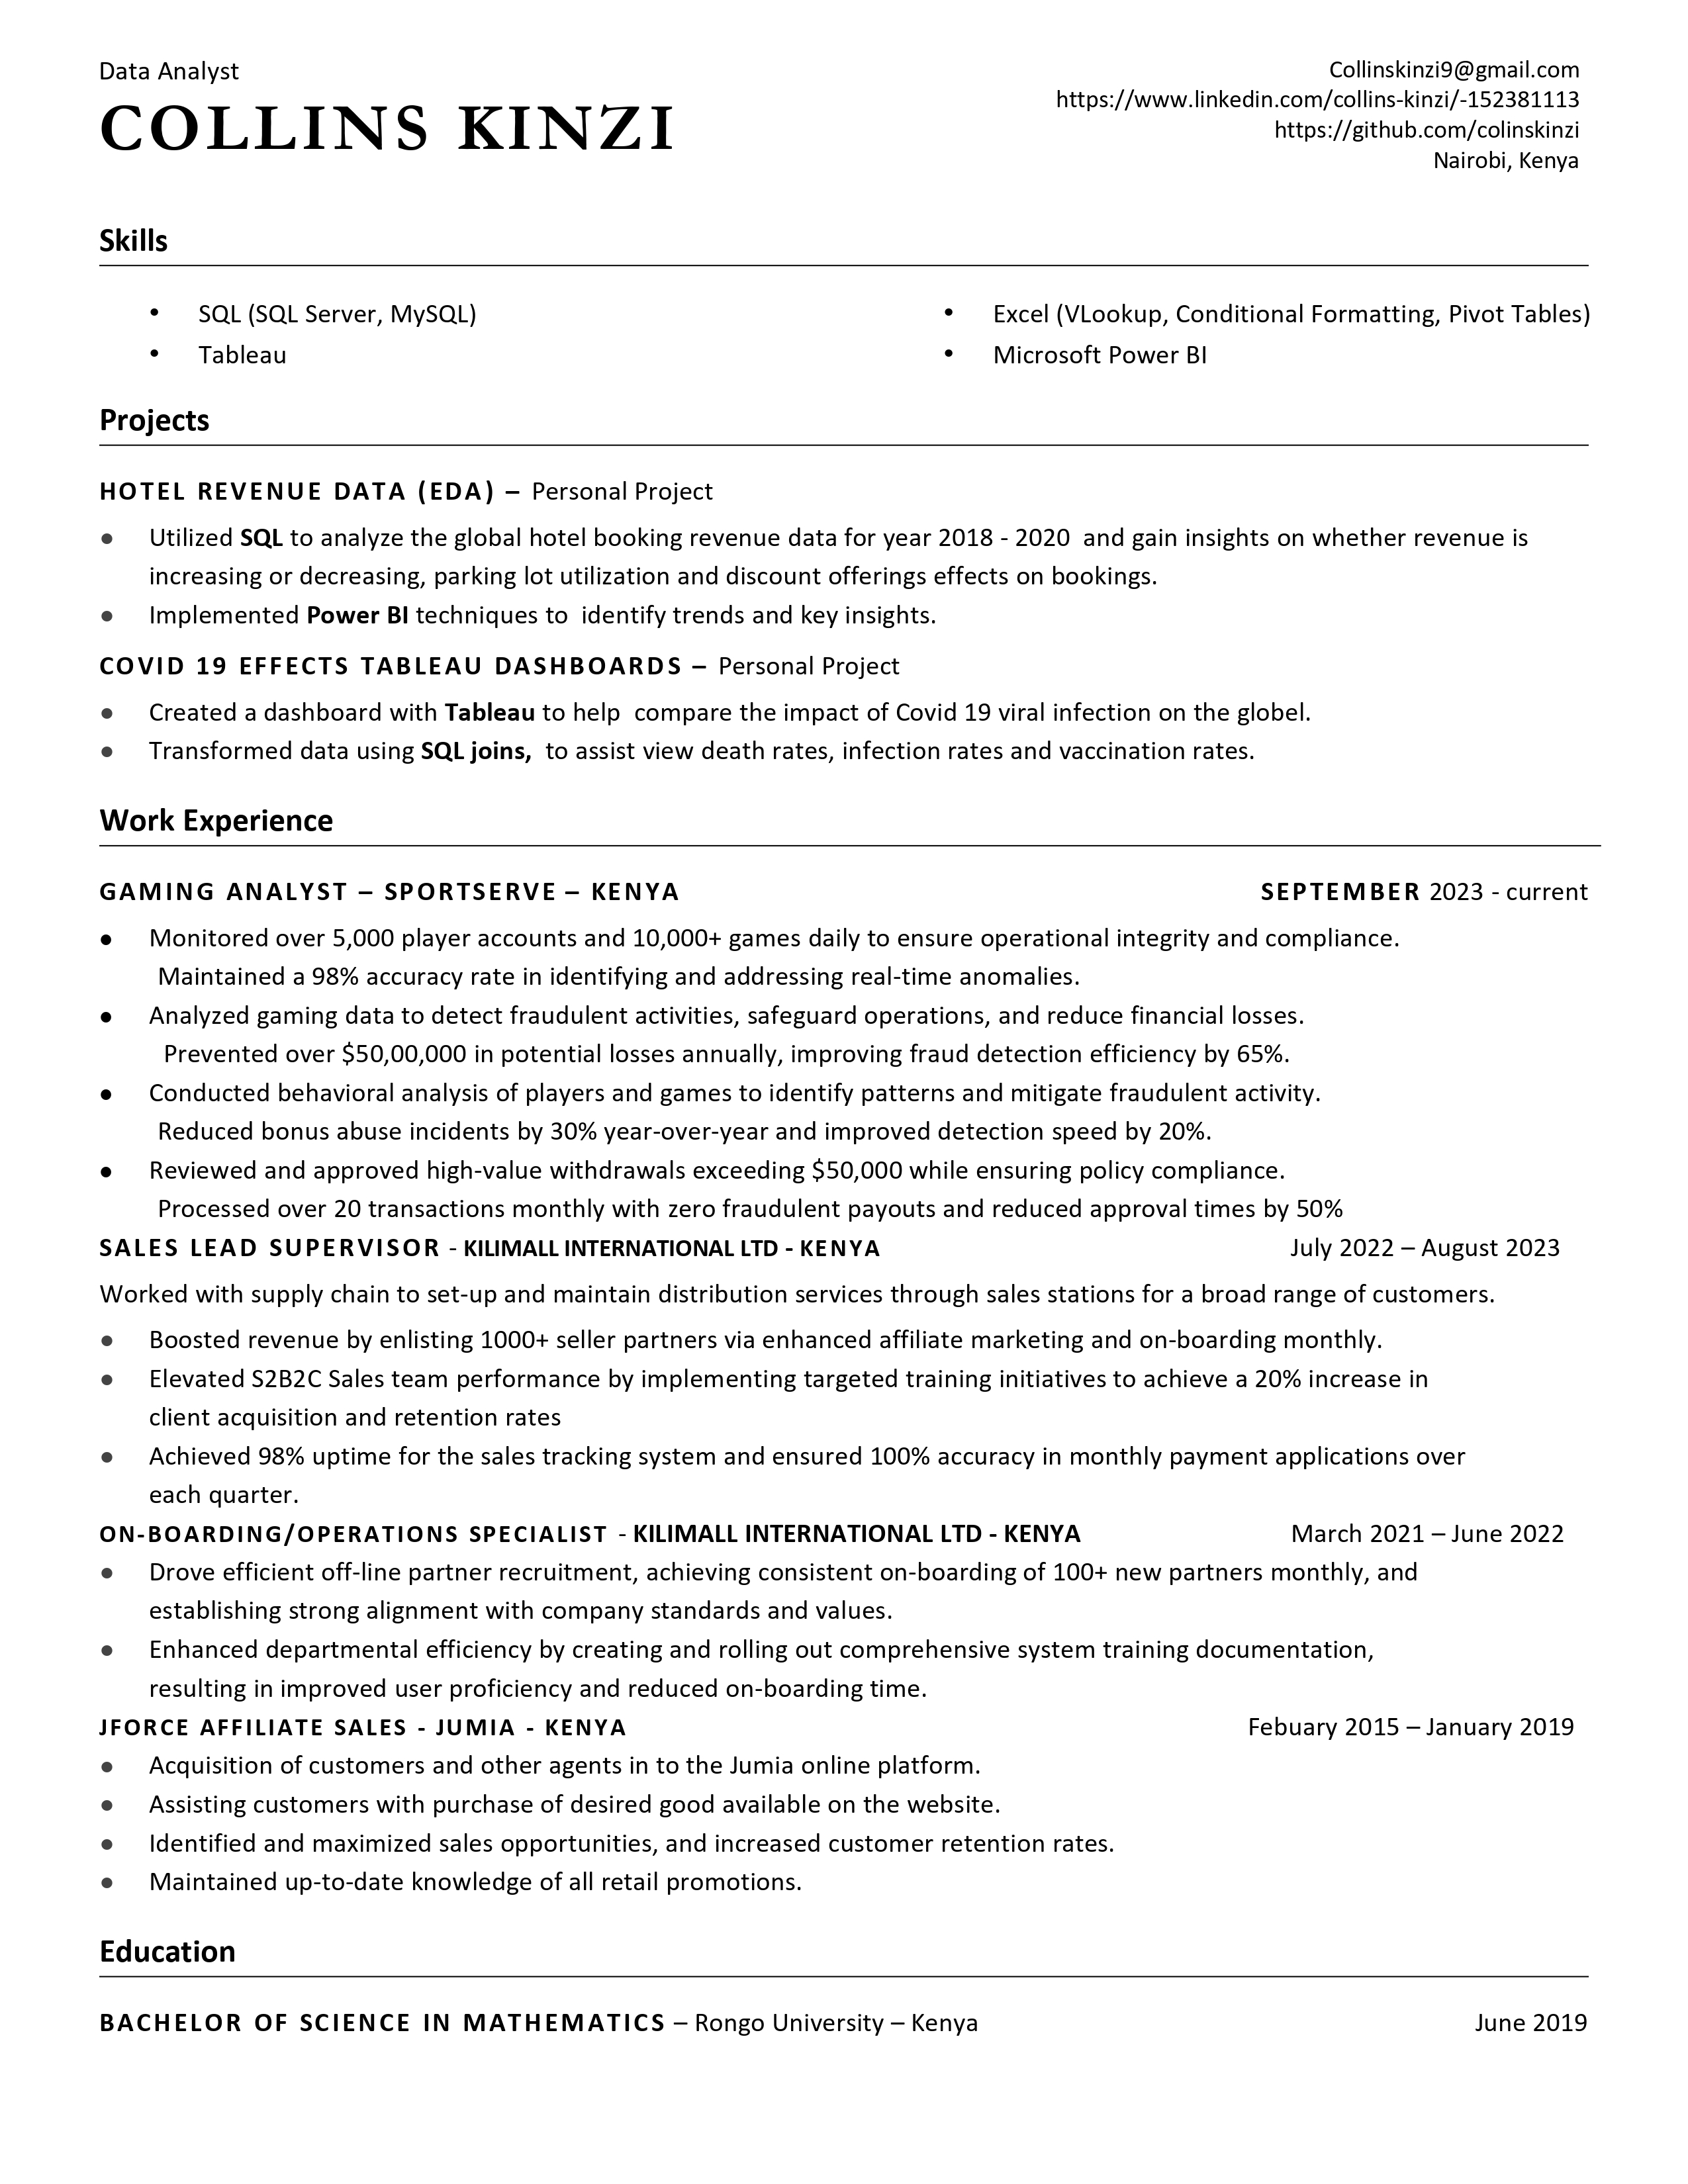 Data Analyst
COLLINS KINZI
Collinskinzi9@gmail.com
https://www.linkedin.com/collins-kinzi/-152381113
https://github.com/colinskinzi
Nairobi, Kenya
Skills
• SQL (SQL Server, MySQL)
• Tableau
• Excel (VLookup, Conditional Formatting, Pivot Tables)
• Microsoft Power BI
Projects
HOTEL REVENUE DATA (EDA) – Personal Project
● Utilized SQL to analyze the global hotel booking revenue data for year 2018 - 2020 and gain insights on whether revenue is
increasing or decreasing, parking lot utilization and discount offerings effects on bookings.
● Implemented Power BI techniques to identify trends and key insights.
COVID 19 EFFECTS TABLEAU DASHBOARDS – Personal Project
● Created a dashboard with Tableau to help compare the impact of Covid 19 viral infection on the globel.
● Transformed data using SQL joins, to assist view death rates, infection rates and vaccination rates.
Work Experience
GAMING ANALYST – SPORTSERVE – KENYA SEPTEMBER 2023 - current
● Monitored over 5,000 player accounts and 10,000+ games daily to ensure operational integrity and compliance.
Maintained a 98% accuracy rate in identifying and addressing real-time anomalies.
● Analyzed gaming data to detect fraudulent activities, safeguard operations, and reduce financial losses.
Prevented over $50,00,000 in potential losses annually, improving fraud detection efficiency by 65%.
● Conducted behavioral analysis of players and games to identify patterns and mitigate fraudulent activity.
Reduced bonus abuse incidents by 30% year-over-year and improved detection speed by 20%.
● Reviewed and approved high-value withdrawals exceeding $50,000 while ensuring policy compliance.
Processed over 20 transactions monthly with zero fraudulent payouts and reduced approval times by 50%
SALES LEAD SUPERVISOR - KILIMALL INTERNATIONAL LTD - KENYA July 2022 – August 2023
Worked with supply chain to set-up and maintain distribution services through sales stations for a broad range of customers.
● Boosted revenue by enlisting 1000+ seller partners via enhanced affiliate marketing and on-boarding monthly.
● Elevated S2B2C Sales team performance by implementing targeted training initiatives to achieve a 20% increase in
client acquisition and retention rates
● Achieved 98% uptime for the sales tracking system and ensured 100% accuracy in monthly payment applications over
each quarter.
ON-BOARDING/OPERATIONS SPECIALIST - KILIMALL INTERNATIONAL LTD - KENYA March 2021 – June 2022
● Drove efficient off-line partner recruitment, achieving consistent on-boarding of 100+ new partners monthly, and
establishing strong alignment with company standards and values.
● Enhanced departmental efficiency by creating and rolling out comprehensive system training documentation,
resulting in improved user proficiency and reduced on-boarding time.
JFORCE AFFILIATE SALES - JUMIA - KENYA Febuary 2015 – January 2019
● Acquisition of customers and other agents in to the Jumia online platform.
● Assisting customers with purchase of desired good available on the website.
● Identified and maximized sales opportunities, and increased customer retention rates.
● Maintained up-to-date knowledge of all retail promotions.
Education
BACHELOR OF SCIENCE IN MATHEMATICS – Rongo University – Kenya June 2019